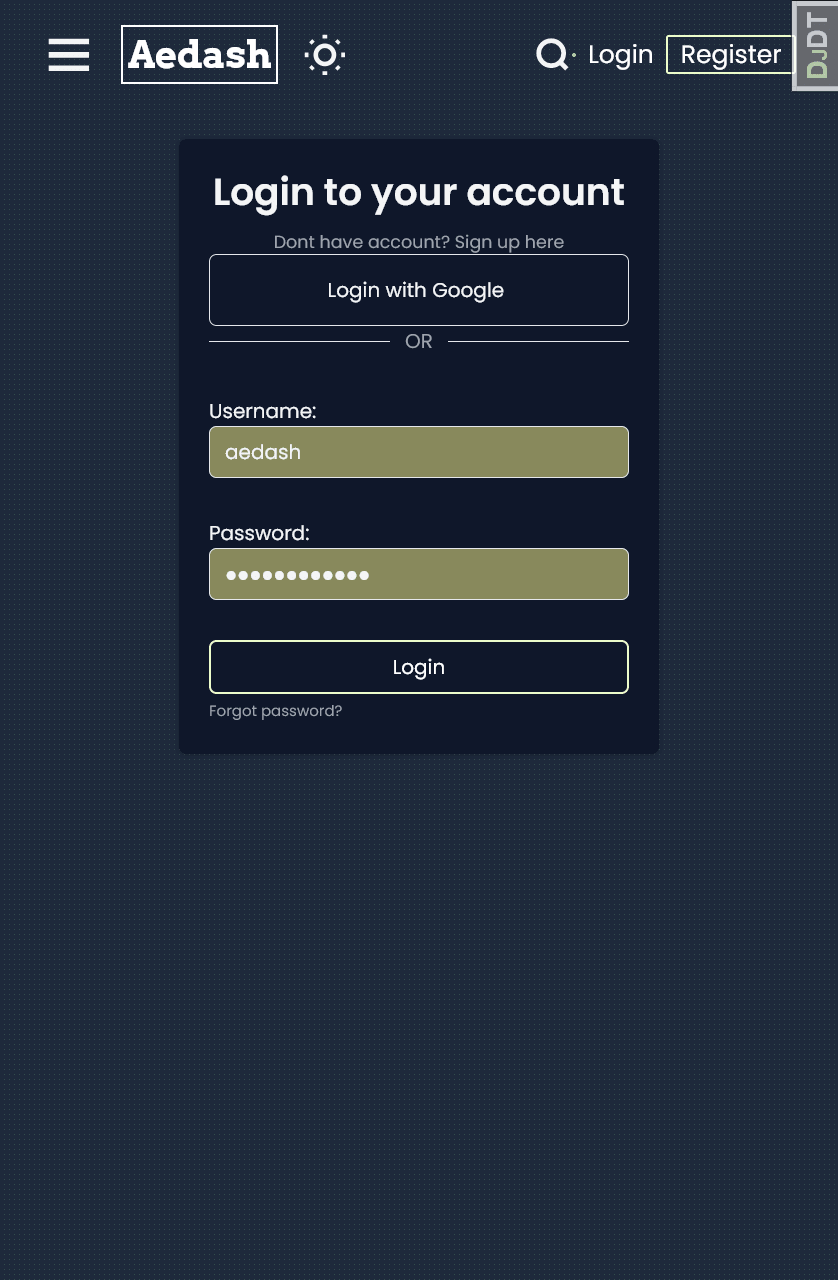 Aedash
Login
Register
DJDT
Login to your account
Dont have account? Sign up here
Login with Google
OR
Username:
aedash
Password:
••••••••••••
Login
Forgot password?